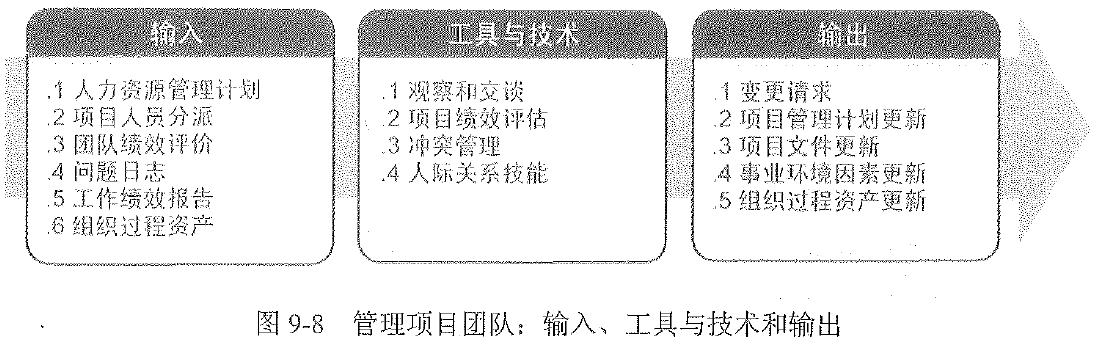 输入
.1 人力资源管理计划
.2 项目人员分派
.3 团队绩效评价
.4 问题日志
.5 工作绩效报告
.6 组织过程资产
工具与技术
.1 观察和交谈
.2 项目绩效评估
.3 冲突管理
.4 人际关系技能
输出
.1 变更请求
.2 项目管理计划更新
.3 项目文件更新
.4 事业环境因素更新
.5 组织过程资产更新
图 9-8 管理项目团队：输入、工具与技术和输出